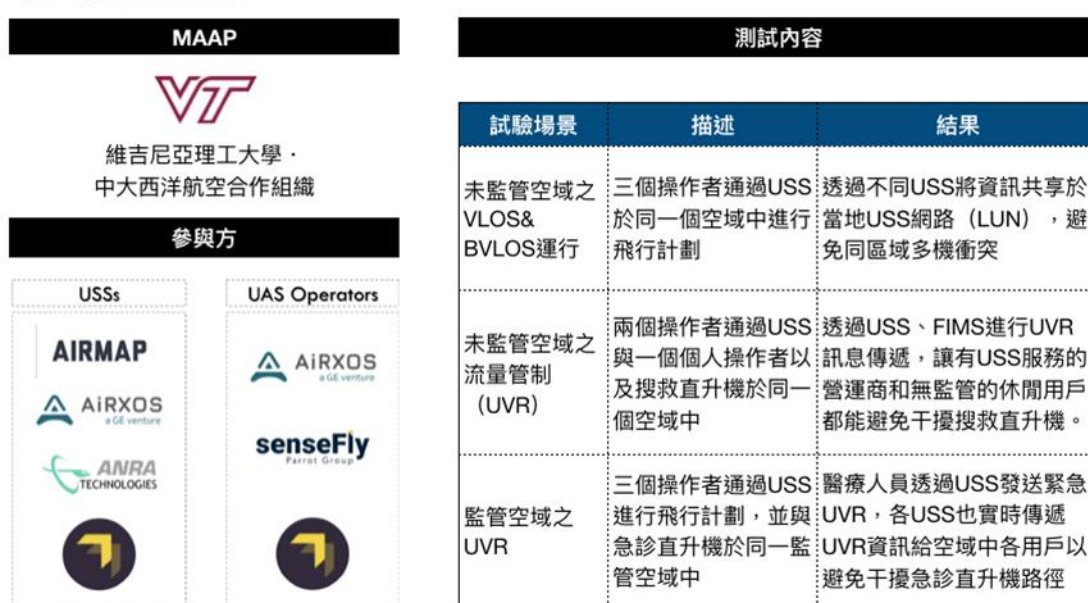 MAAP
VT
維吉尼亞理工大學．
中大西洋航空合作組織
參與方
USSs
AIRMAP
AiRXOS
a GE venture
ANRA
TECHNOLOGIES
UAS Operators
AiRXOS
a GE venture
senseFly
Parrot Group
測試內容
試驗場景
描述
結果
未監管空域之
VLOS&
BVLOS運行
三個操作者通過USS
於同一個空域中進行
飛行計劃
透過不同USS將資訊共享於
當地USS網路（LUN），避
免同區域多機衝突
未監管空域之
流量管制
（UVR）
兩個操作者通過USS
與一個個人操作者以
及搜救直升機於同一
個空域中
透過USS、FIMS進行UVR
訊息傳遞，讓有USS服務的
營運商和無監管的休閒用戶
都能避免干擾搜救直升機。
監管空域之
UVR
三個操作者通過USS
進行飛行計劃，並與
急診直升機於同一監
管空域中
醫療人員透過USS發送緊急
UVR，各USS也實時傳遞
UVR資訊給空域中各用戶以
避免干擾急診直升機路徑